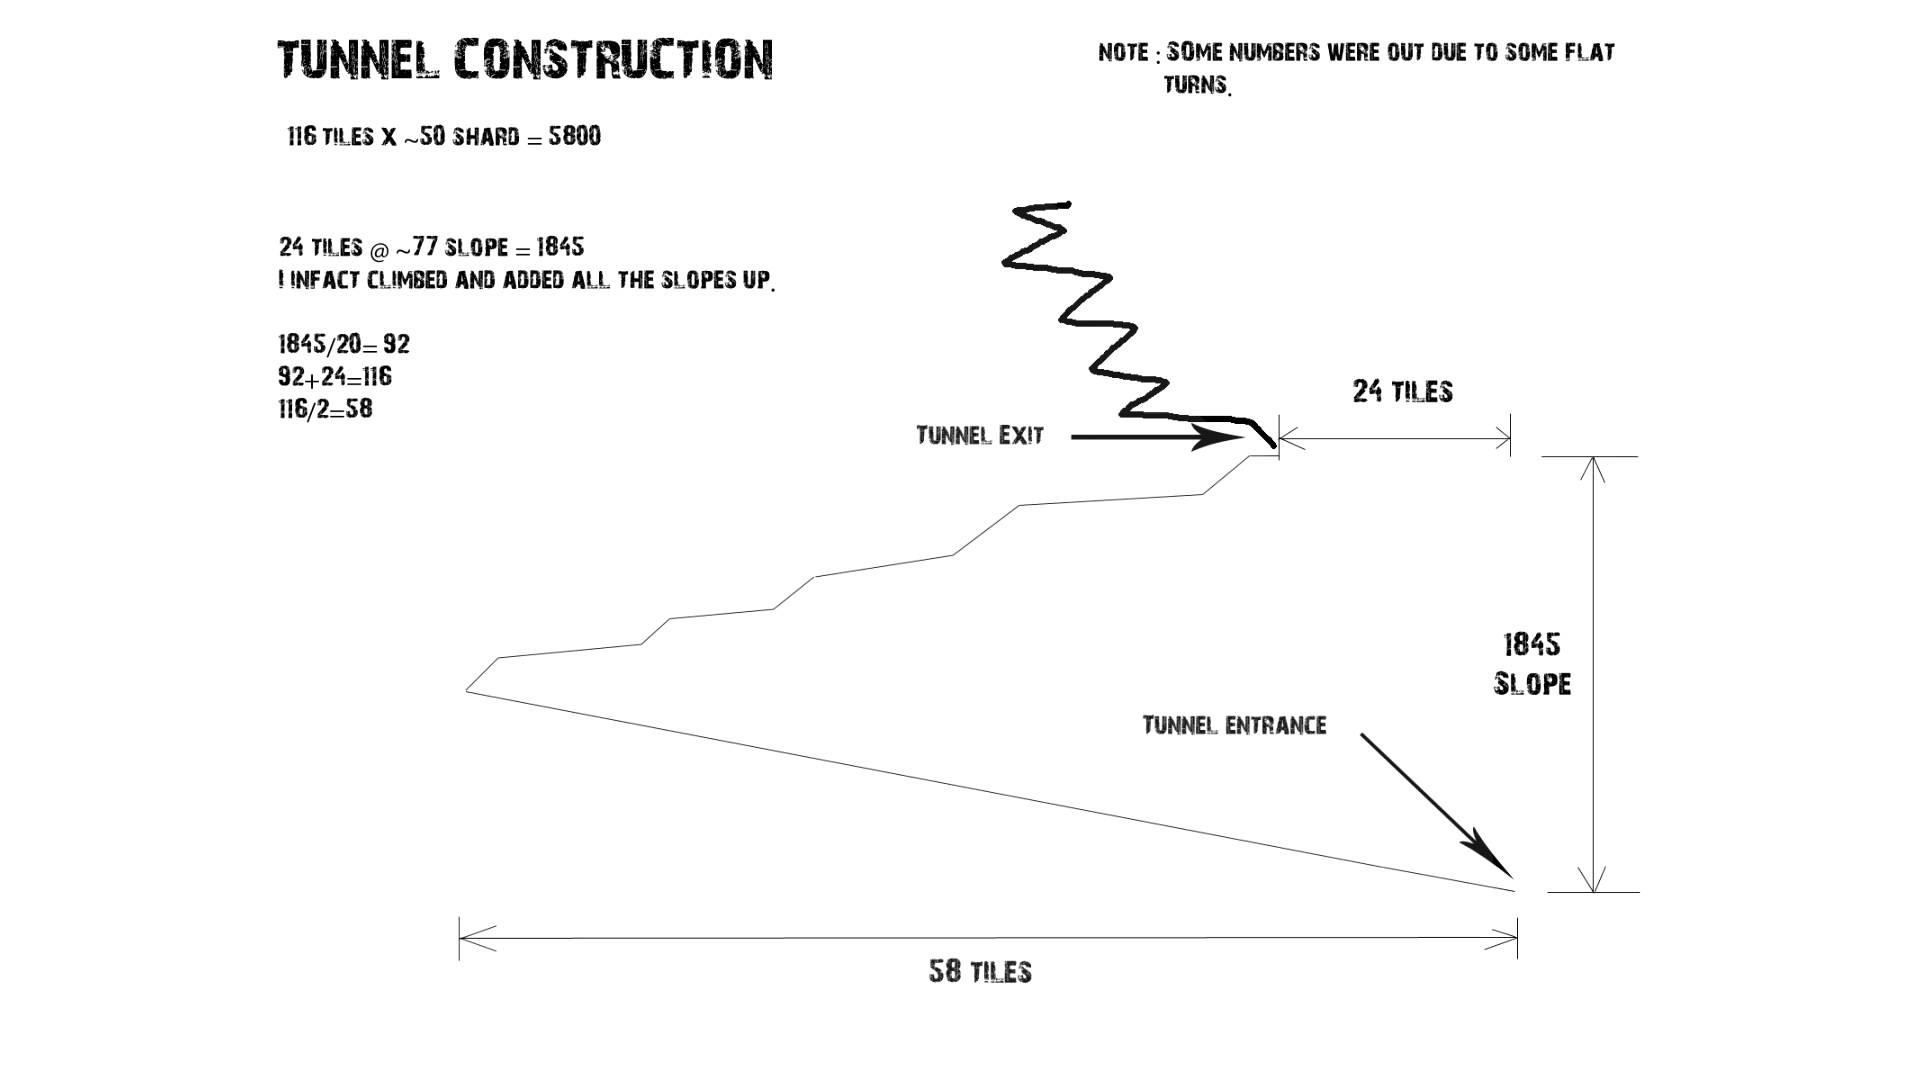 TUNNEL CONSTRUCTION
NOTE : SOME NUMBERS WERE OUT DUE TO SOME FLAT
TURNS.
116 TILES X ~50 SHARD = 5800
24 TILES @ ~77 SLOPE = 1845
I INFACT CLIMBED AND ADDED ALL THE SLOPES UP.
1845/20= 92
92+24=116
116/2=58
24 TILES
TUNNEL EXIT
1845
SLOPE
TUNNEL ENTRANCE
58 TILES